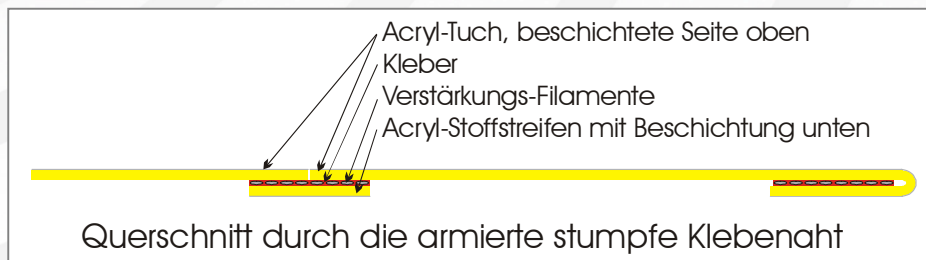 Acryl-Tuch, beschichtete Seite oben
Kleber
Verstärkungs-Filamente
Acryl-Stoffstreifen mit Beschichtung unten
Querschnitt durch die armierte stumpfe Klebenaht